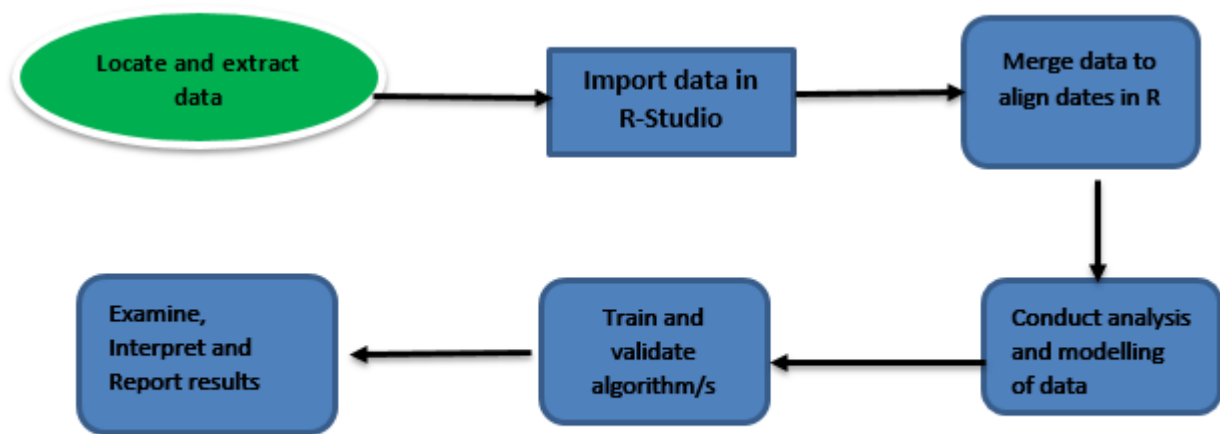 Locate and extract
data
Import data in
R-Studio
Merge data to
align dates in R
Conduct analysis
and modelling
of data
Train and
validate
algorithm/s
Examine,
Interpret and
Report results